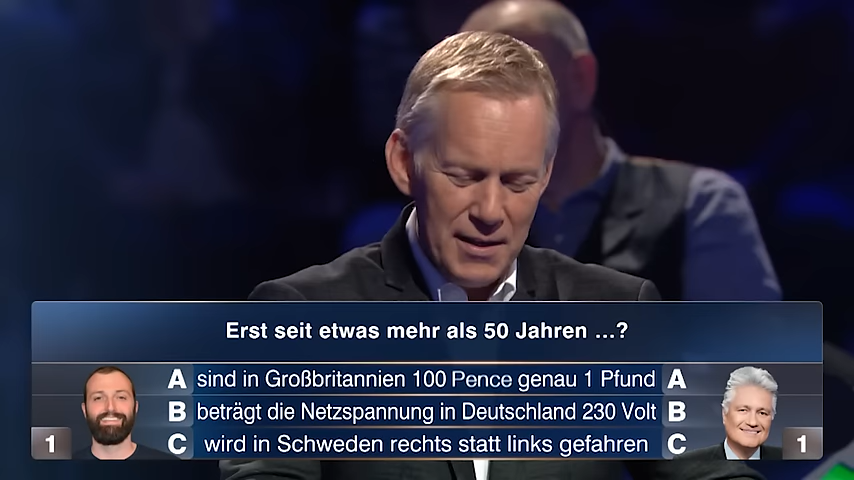 Erst seit etwas mehr als 50 Jahren ...?
A sind in Großbritannien 100 Pence genau 1 Pfund A
B beträgt die Netzspannung in Deutschland 230 Volt B
1 C wird in Schweden rechts statt links gefahren C 1